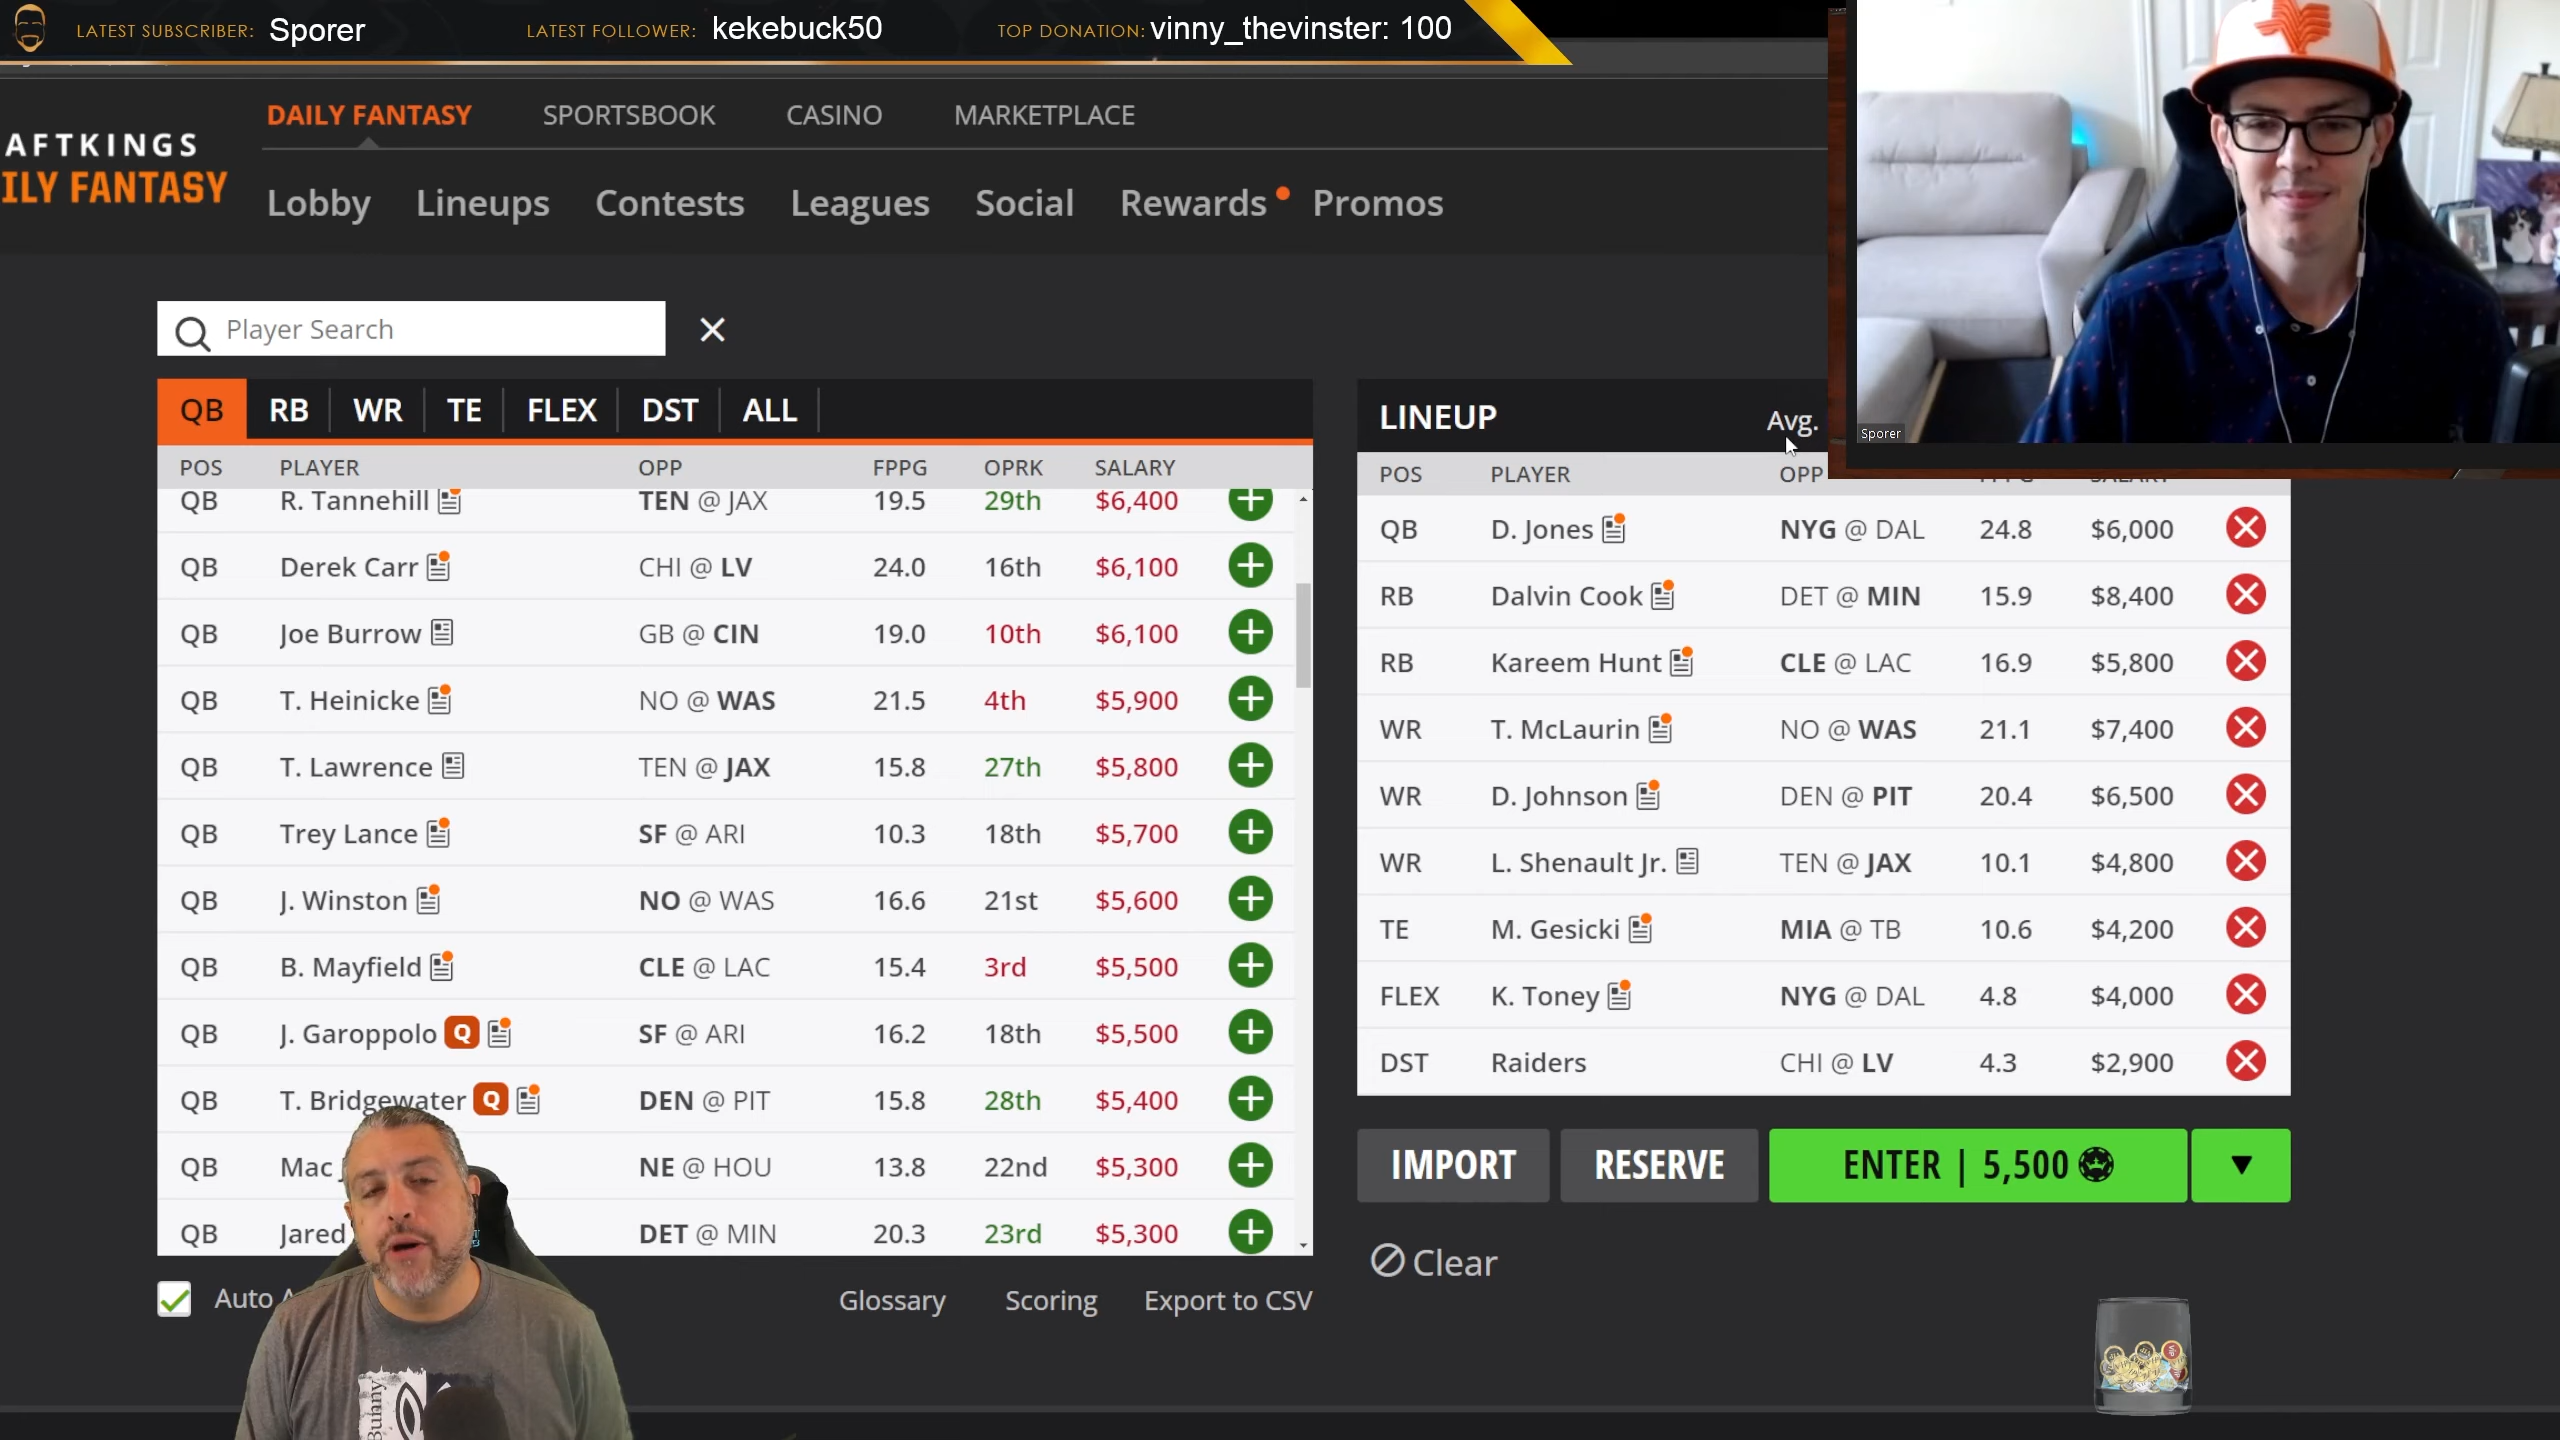 LATEST SUBSCRIBER: Sporer LATEST FOLLOWER: kekebuck50 TOP DONATION: vinny_thevinster: 100
DAILY FANTASY SPORTSBOOK CASINO MARKETPLACE
AFTKINGS
ILY FANTASY
Lobby Lineups Contests Leagues Social Rewards Promos
Player Search
QB RB WR TE FLEX DST ALL
POS PLAYER OPP FPPG OPRK SALARY
QB R. Tannehill TEN @ JAX 19.5 29th $6,400
QB Derek Carr CHI @ LV 24.0 16th $6,100
QB Joe Burrow GB @ CIN 19.0 10th $6,100
QB T. Heinicke NO @ WAS 21.5 4th $5,900
QB T. Lawrence TEN @ JAX 15.8 27th $5,800
QB Trey Lance SF @ ARI 10.3 18th $5,700
QB J. Winston NO @ WAS 16.6 21st $5,600
QB B. Mayfield CLE @ LAC 15.4 3rd $5,500
QB J. Garoppolo Q SF @ ARI 16.2 18th $5,500
QB T. Bridgewater Q DEN @ PIT 15.8 28th $5,400
QB Mac NE @ HOU 13.8 22nd $5,300
QB Jared DET @ MIN 20.3 23rd $5,300
Auto
Glossary Scoring Export to CSV
LINEUP Avg.
POS PLAYER OPP
QB D. Jones NYG @ DAL 24.8 $6,000
RB Dalvin Cook DET @ MIN 15.9 $8,400
RB Kareem Hunt CLE @ LAC 16.9 $5,800
WR T. McLaurin NO @ WAS 21.1 $7,400
WR D. Johnson DEN @ PIT 20.4 $6,500
WR L. Shenault Jr. TEN @ JAX 10.1 $4,800
TE M. Gesicki MIA @ TB 10.6 $4,200
FLEX K. Toney NYG @ DAL 4.8 $4,000
DST Raiders CHI @ LV 4.3 $2,900
IMPORT RESERVE ENTER | 5,500
Clear
Sporer
Bunny